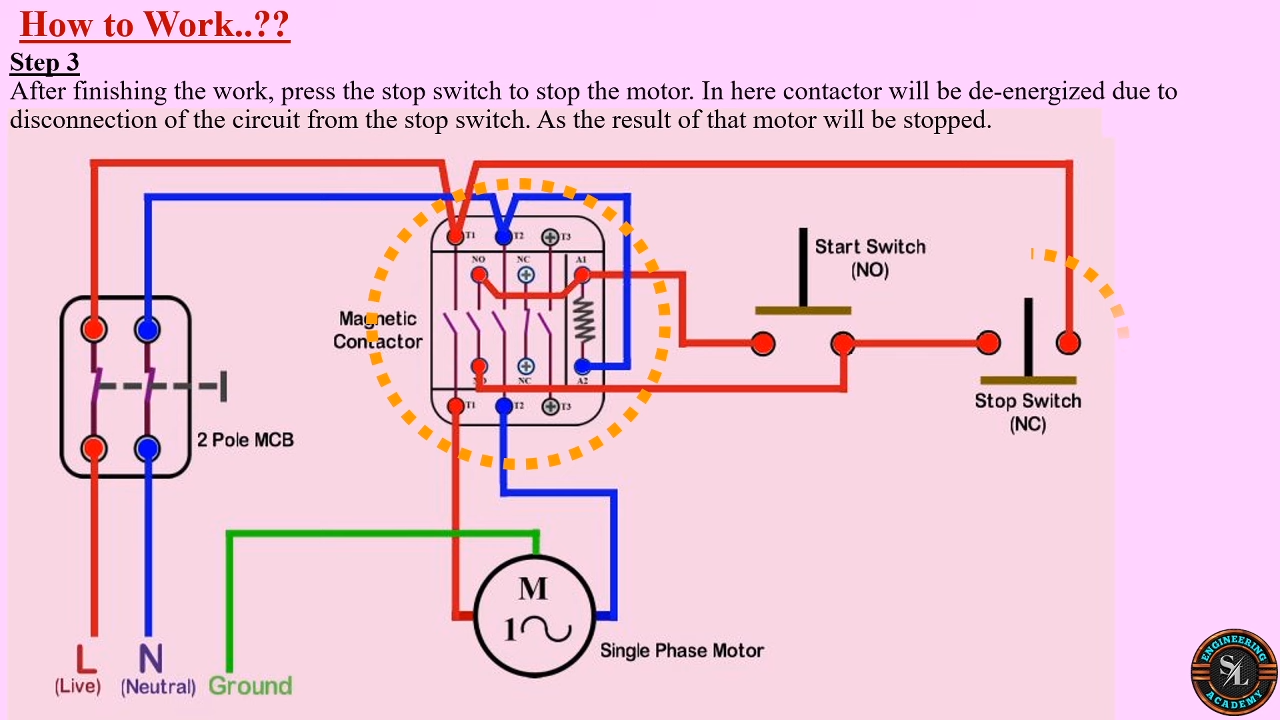 How to Work..??
Step 3
After finishing the work, press the stop switch to stop the motor. In here contactor will be de-energized due to
disconnection of the circuit from the stop switch. As the result of that motor will be stopped.
T1 T2 T3
NO NC A1
Start Switch
(NO)
Magnetic
Contactor
NO NC A2
T1 T2 T3
Stop Switch
(NC)
2 Pole MCB
M
1
Single Phase Motor
L
(Live)
N
(Neutral)
Ground
ENGINEERING
S/L
ACADEMY